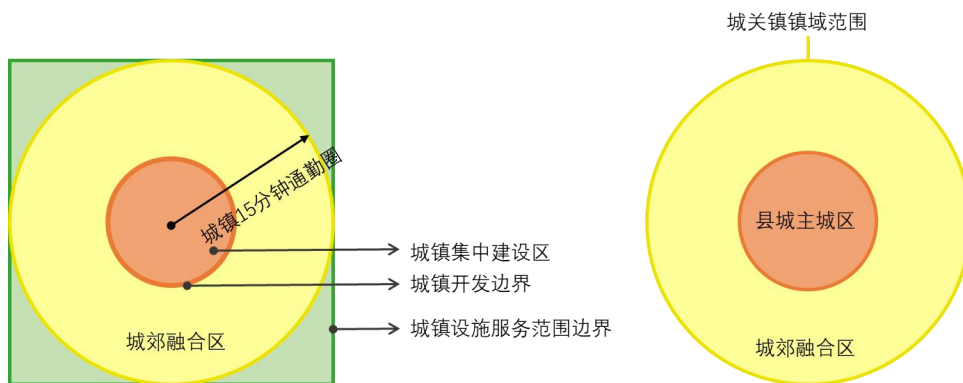 城关镇镇域范围
城镇15分钟通勤圈
县城主城区
城镇集中建设区
城镇开发边界
城镇设施服务范围边界
城郊融合区
城郊融合区